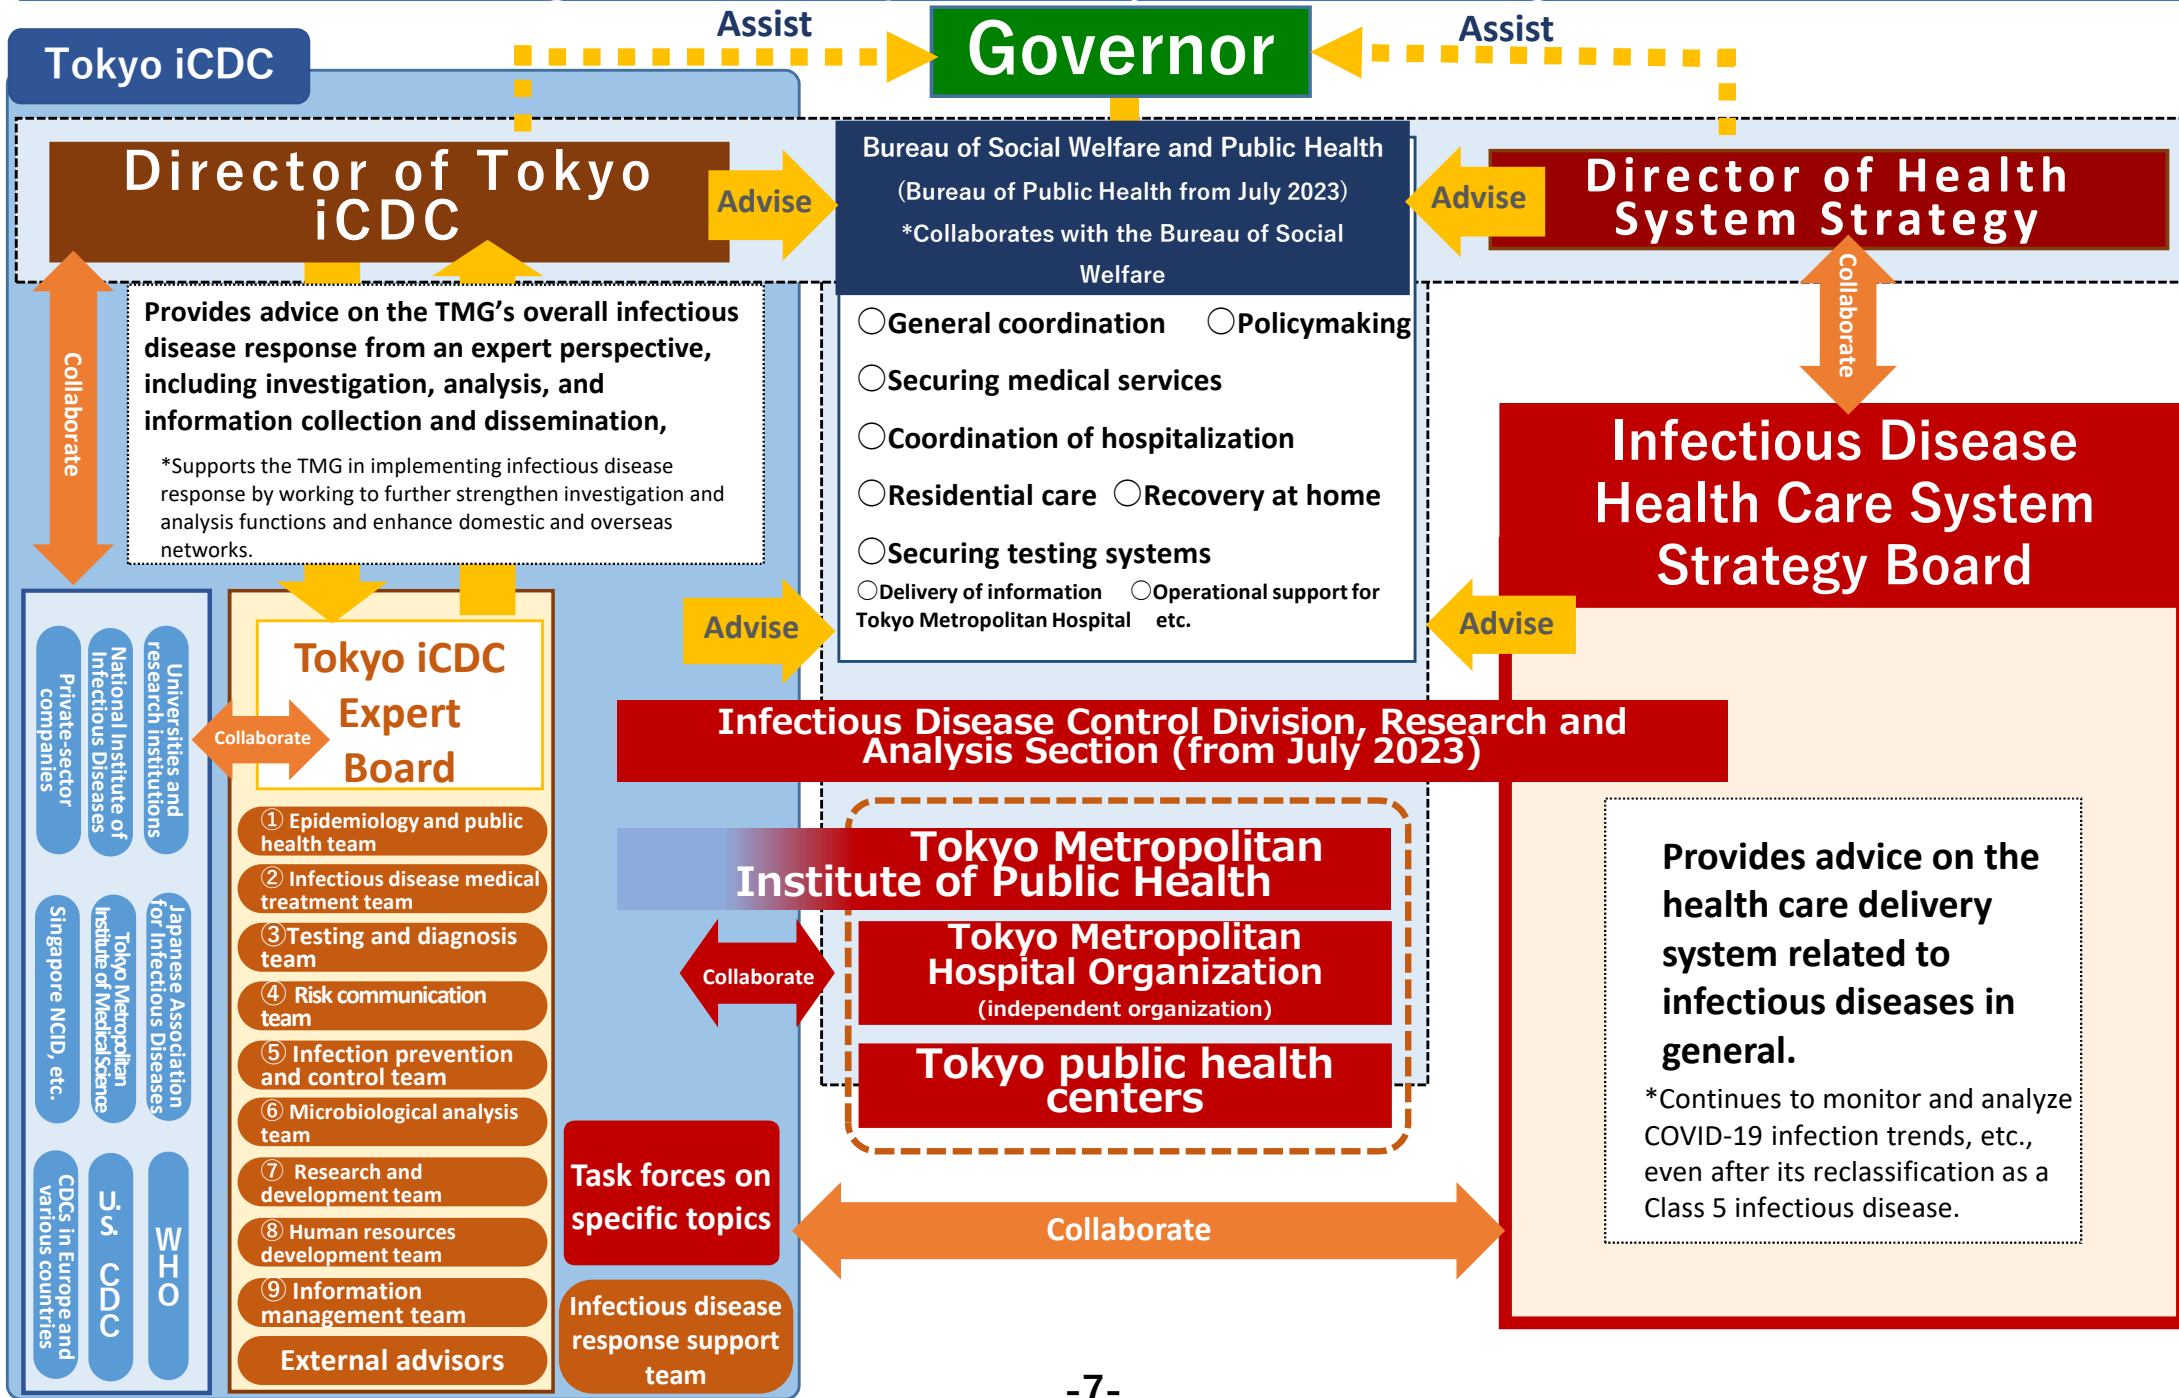 Assist
Governor
Assist
Tokyo iCDC
Director of Tokyo
iCDC
Advise
Bureau of Social Welfare and Public Health
(Bureau of Public Health from July 2023)
*Collaborates with the Bureau of Social
Welfare
Advise
Director of Health
System Strategy
Collaborate
Provides advice on the TMG's overall infectious
disease response from an expert perspective,
including investigation, analysis, and
information collection and dissemination,
*Supports the TMG in implementing infectious disease
response by working to further strengthen investigation and
analysis functions and enhance domestic and overseas
networks.
○General coordination ○Policymaking
○Securing medical services
○Coordination of hospitalization
○Residential care ○Recovery at home
○Securing testing systems
○Delivery of information ○Operational support for
Tokyo Metropolitan Hospital etc.
Collaborate
Infectious Disease
Health Care System
Strategy Board
Advise
Advise
Private-sector
companies
National Institute of
Infectious Diseases
Universities and
research institutions
Collaborate
Tokyo iCDC
Expert
Board
Infectious Disease Control Division, Research and
Analysis Section (from July 2023)
Singapore NCID, etc.
Tokyo Metropolitan
Institute of Medical Science
Japanese Association
for Infectious Diseases
CDCs in Europe and
various countries
U.S. CDC
WHO
① Epidemiology and public
health team
② Infectious disease medical
treatment team
③Testing and diagnosis
team
④ Risk communication
team
⑤ Infection prevention
and control team
⑥ Microbiological analysis
team
⑦ Research and
development team
⑧ Human resources
development team
⑨ Information
management team
External advisors
Task forces on
specific topics
Infectious disease
response support
team
Tokyo Metropolitan
Institute of Public Health
Collaborate
Tokyo Metropolitan
Hospital Organization
(independent organization)
Tokyo public health
centers
Collaborate
Provides advice on the
health care delivery
system related to
infectious diseases in
general.
*Continues to monitor and analyze
COVID-19 infection trends, etc.,
even after its reclassification as a
Class 5 infectious disease.
-7-